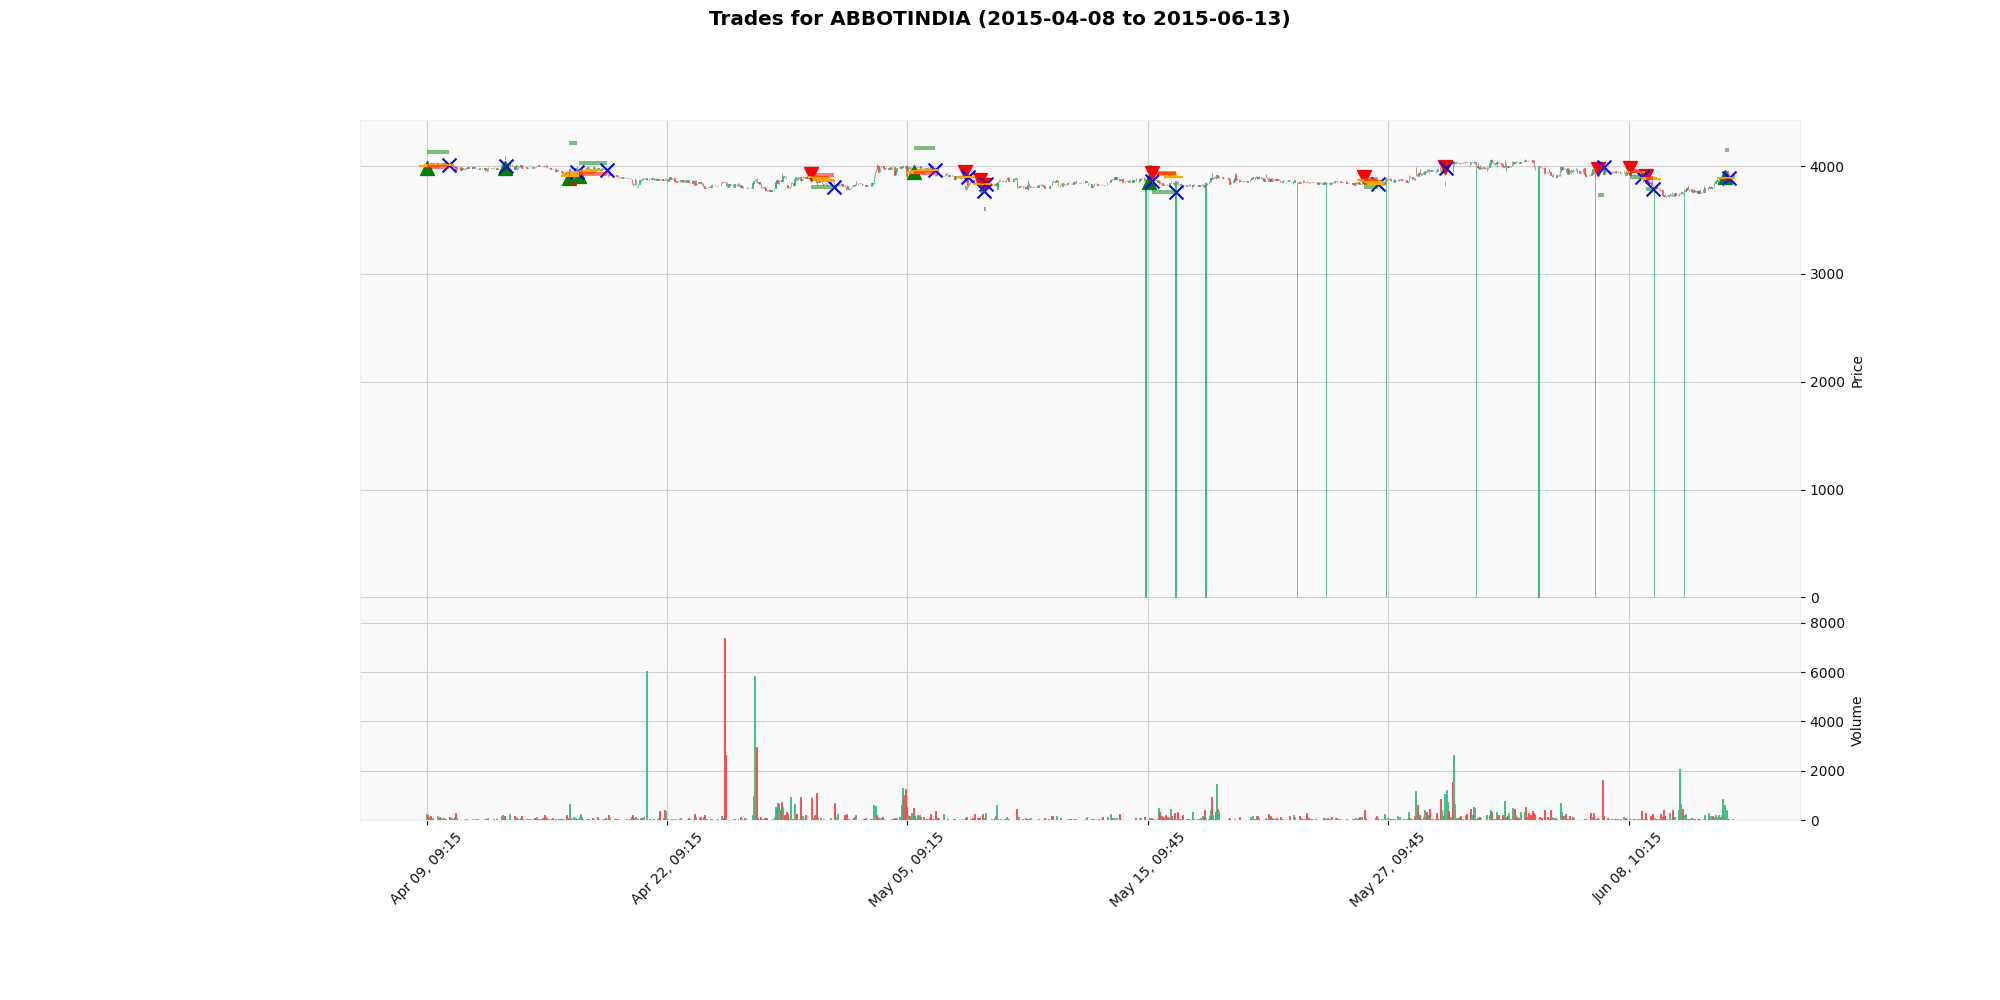 Trades for ABBOTINDIA (2015-04-08 to 2015-06-13)
4000
3000
2000
1000
0
Price
8000
6000
4000
2000
0
Volume
Apr 09, 09:15
Apr 22, 09:15
May 05, 09:15
May 15, 09:45
May 27, 09:45
Jun 08, 10:15